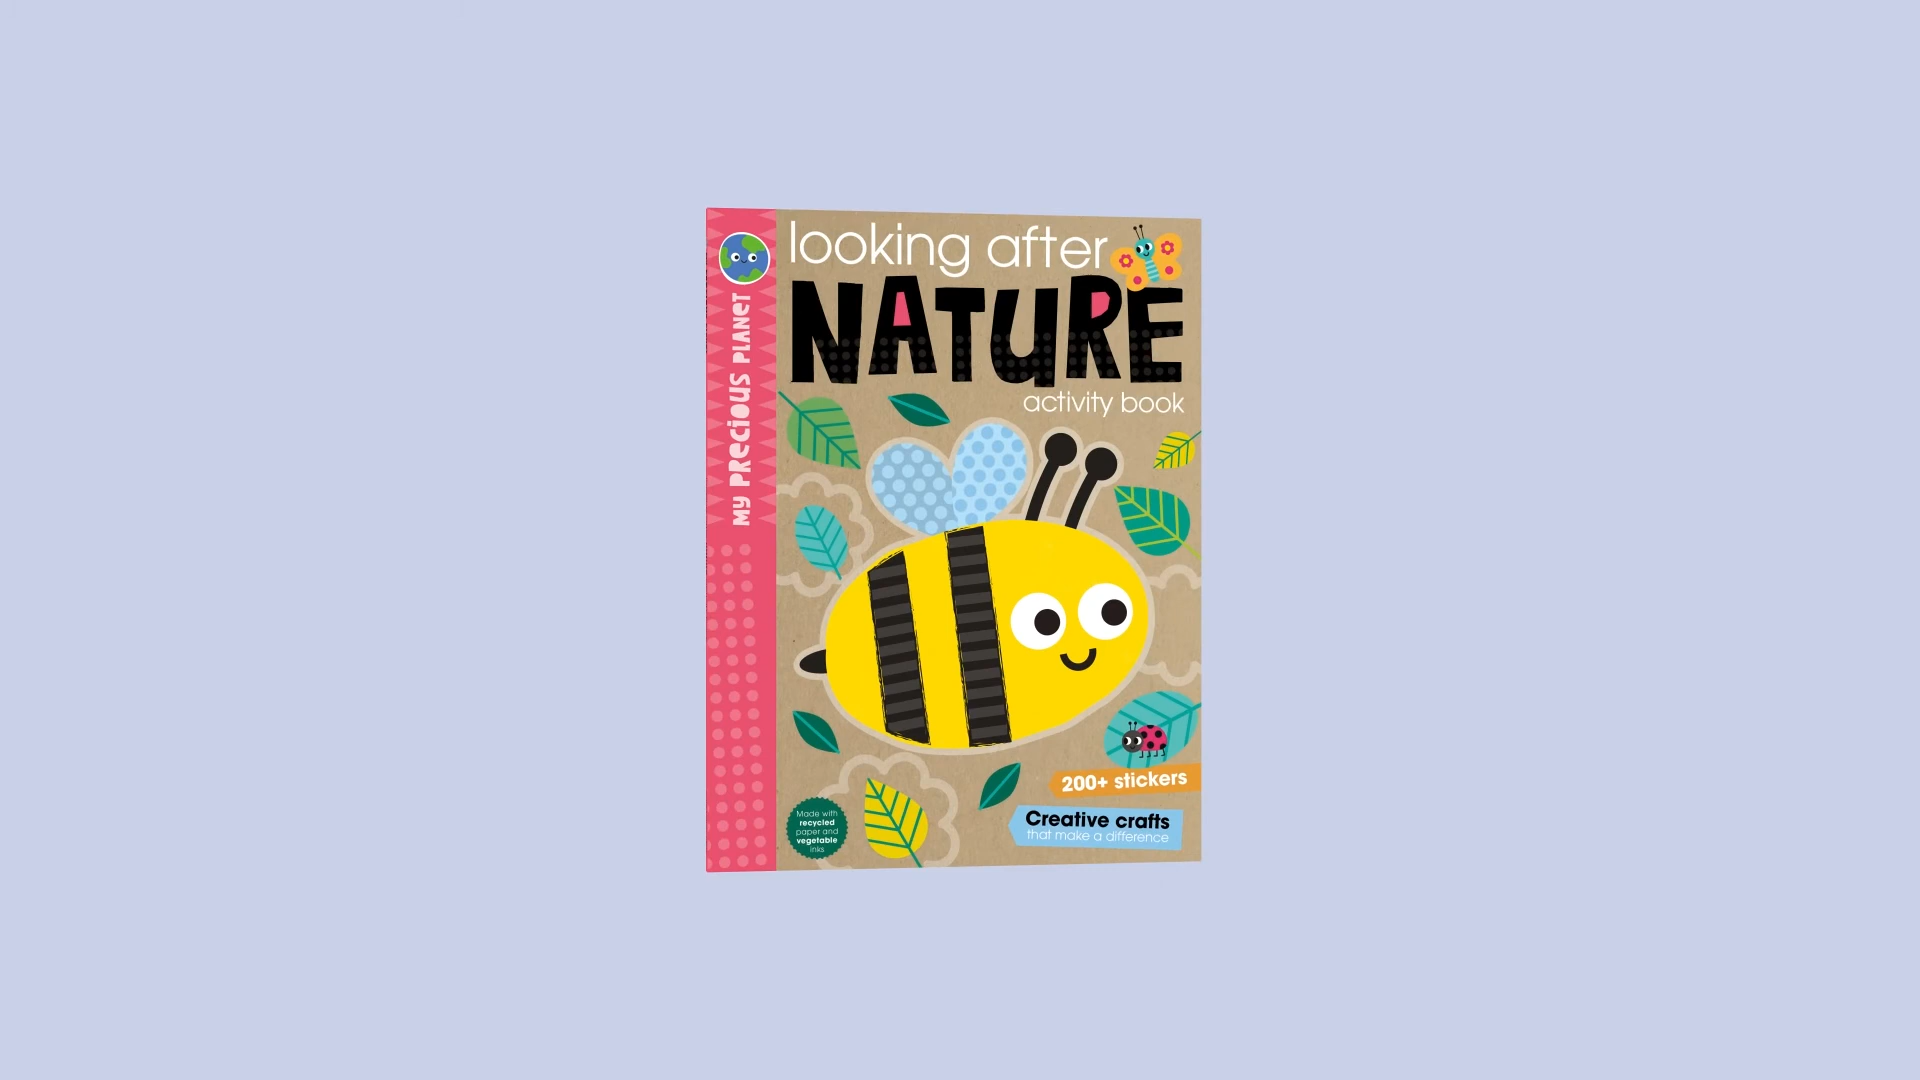 MY PRECIOUS PLANET
looking after
NATURE
activity book
200+ stickers
Creative crafts
that make a difference
Made with
recycled
paper and
vegetable
inks